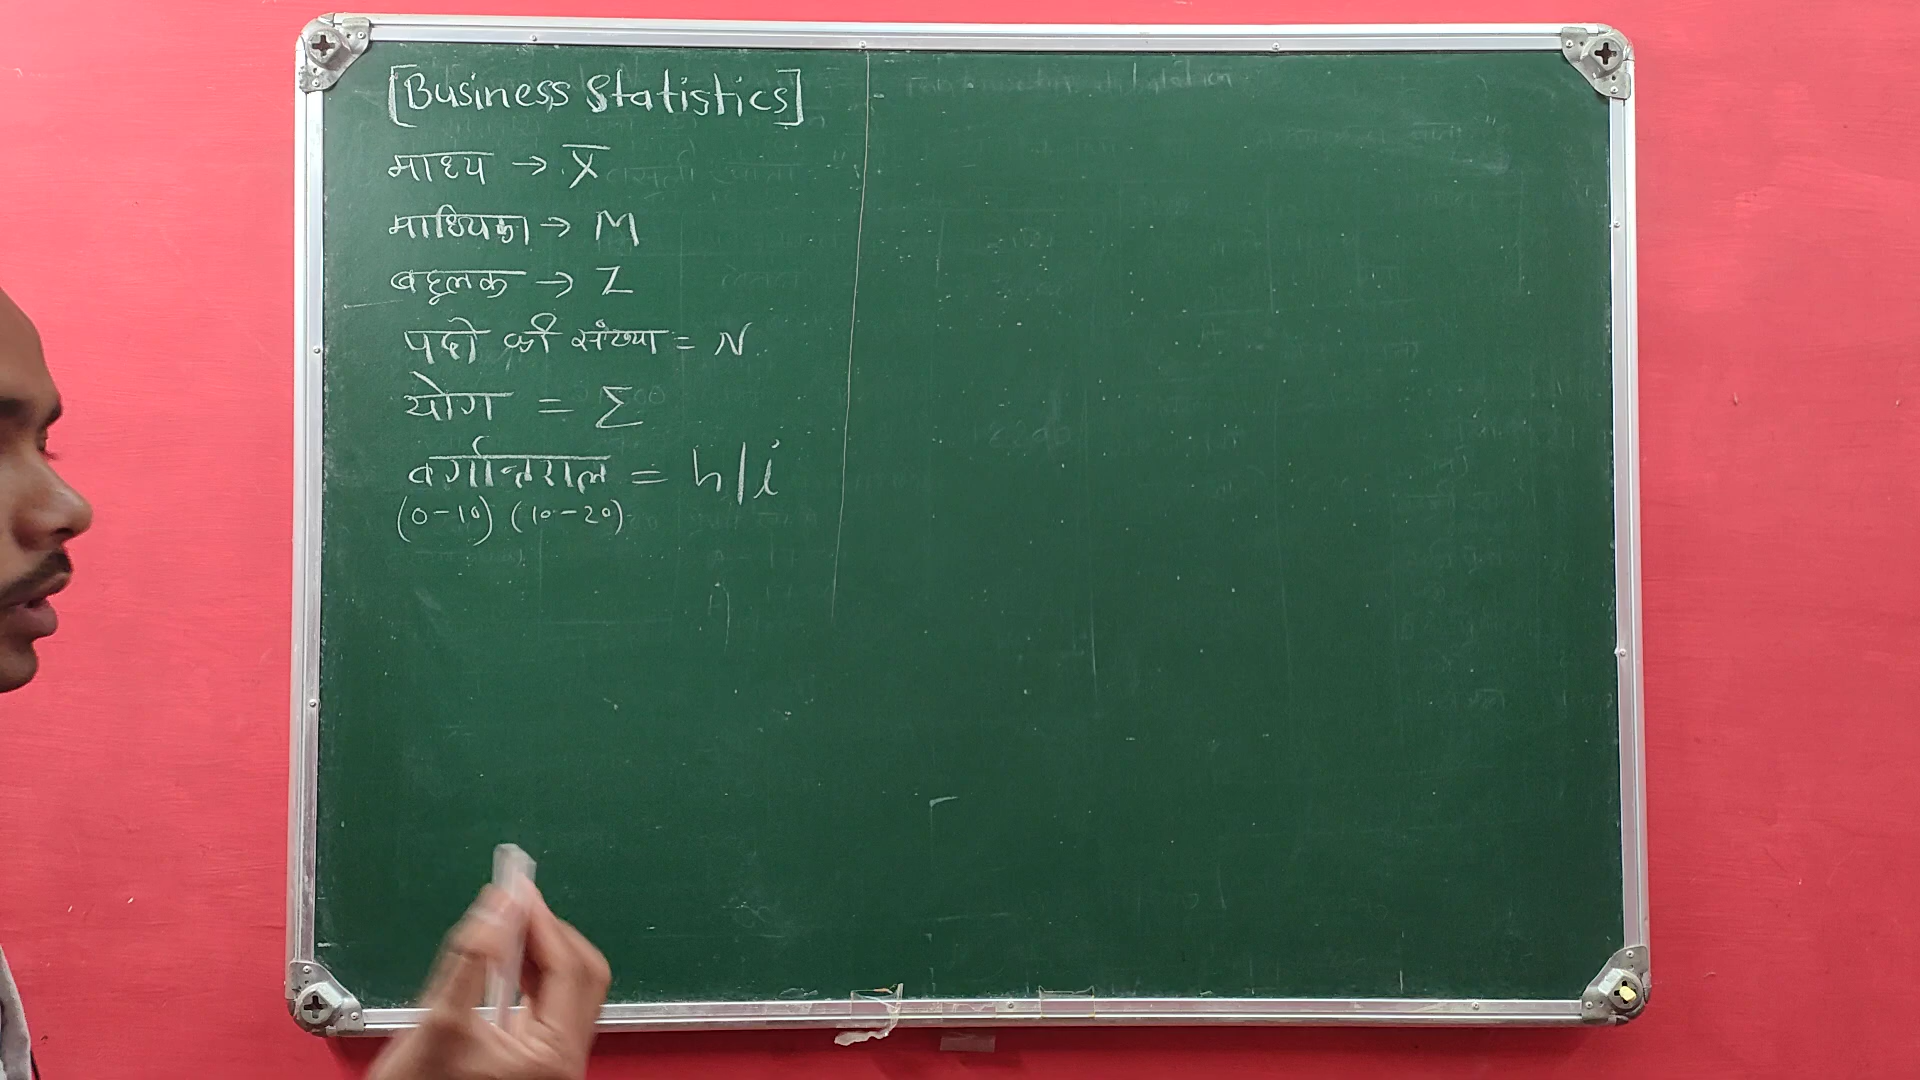 [Business Statistics]
माध्य → X̅
माध्यिका → M
बहूलक → Z
पदो की संख्या = N
योग = Σ
वर्गान्तराल = h/i
(0-10) (10-20)